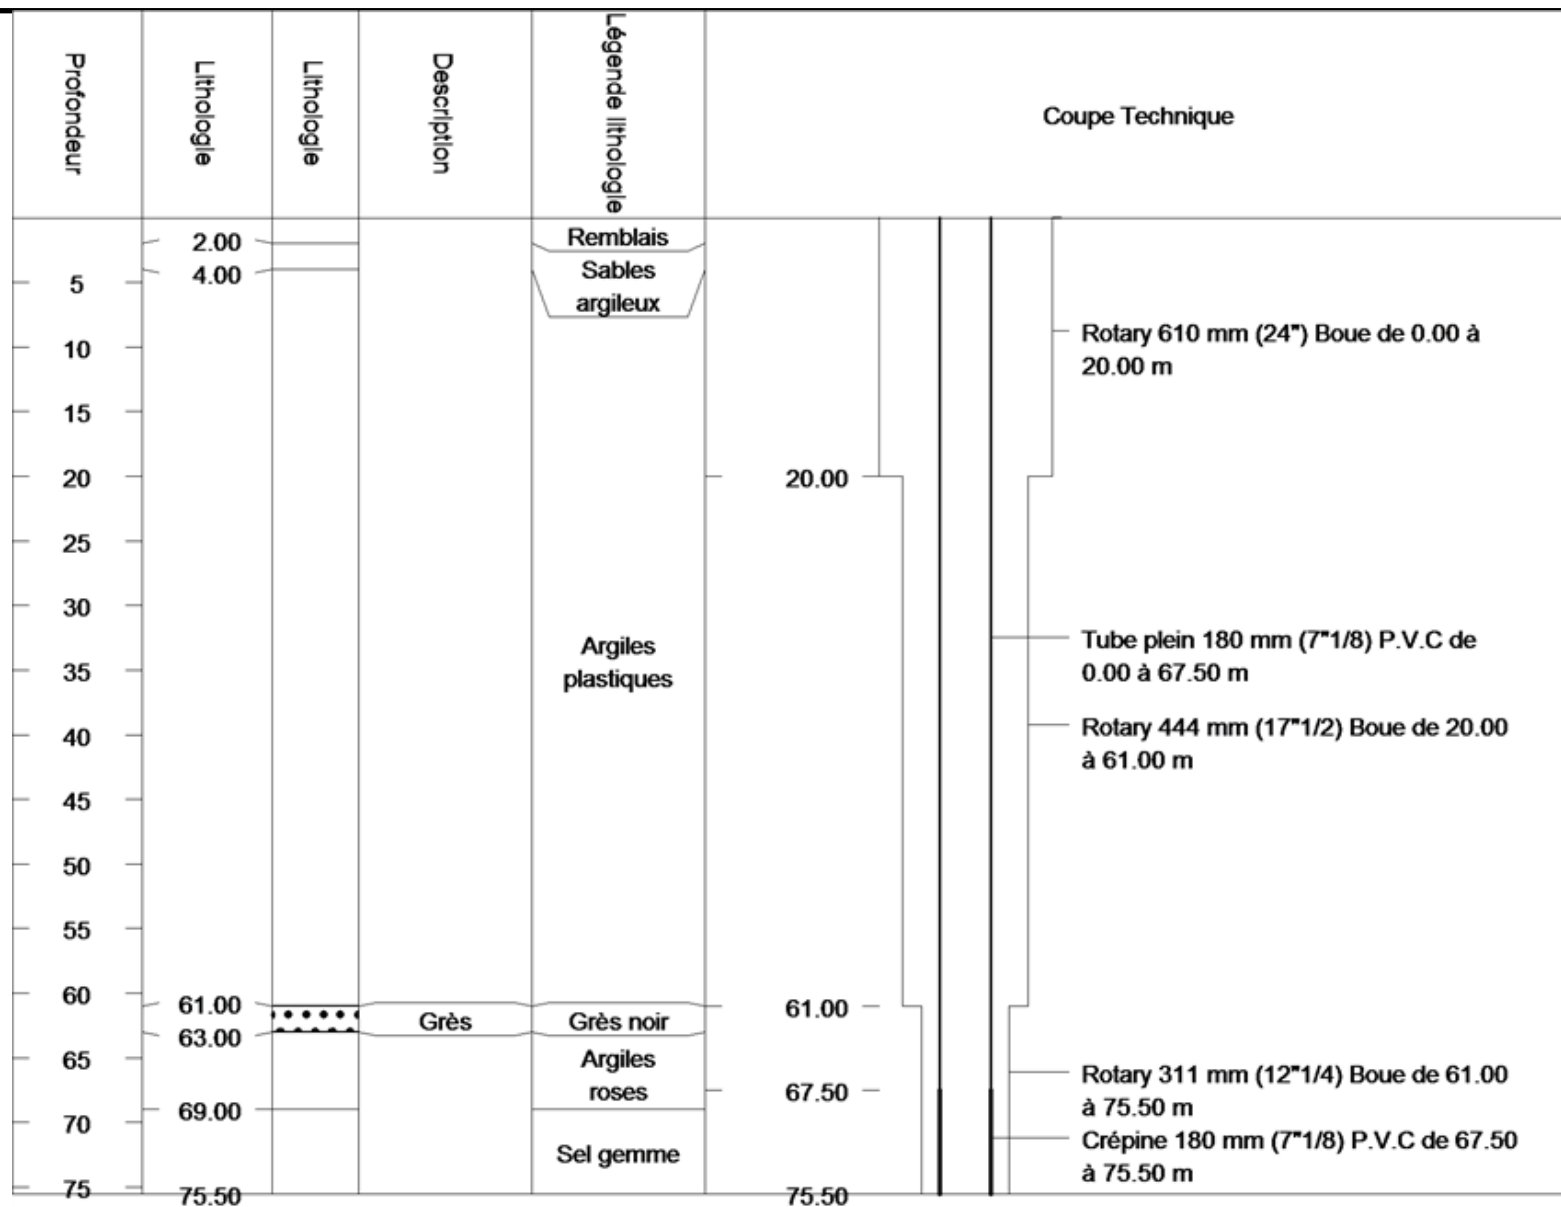 Profondeur
Lithologie
Lithologie
Description
Légende lithologie
Coupe Technique
2.00
Remblais
4.00
Sables
argileux
5
10
15
20
25
30
35
40
45
50
55
60
65
70
75
Argiles
plastiques
61.00
63.00
Grès
Grès noir
Argiles
roses
69.00
Sel gemme
75.50
20.00
61.00
67.50
75.50
Rotary 610 mm (24") Boue de 0.00 à
20.00 m
Tube plein 180 mm (7"1/8) P.V.C de
0.00 à 67.50 m
Rotary 444 mm (17"1/2) Boue de 20.00
à 61.00 m
Rotary 311 mm (12"1/4) Boue de 61.00
à 75.50 m
Crépine 180 mm (7"1/8) P.V.C de 67.50
à 75.50 m